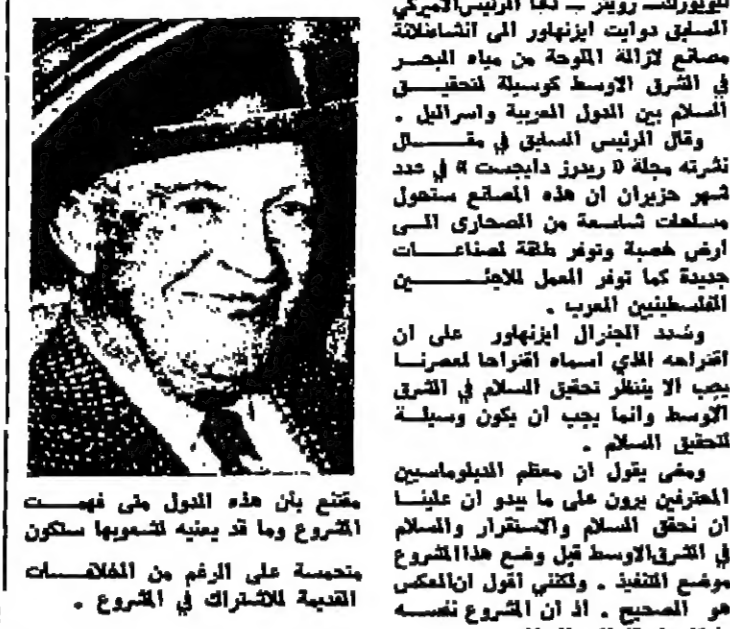 نيويورك ـ رويتر ـ دعا الرئيس الاميركي
السابق دوايت ايزنهاور الى انشاء ثلاثة
مصانع لازالة الملوحة من مياه البحر
في الشرق الاوسط كوسيلة لتحقيق
السلام بين الدول العربية واسرائيل .
وقال الرئيس السابق في مقال
نشرته مجلة « ريدرز دايجست » في عدد
شهر حزيران ان هذه المصانع ستحول
مساحات شاسعة من الصحارى الى
ارض خصبة وتوفر طاقة لصناعات
جديدة كما توفر العمل للاجئين
الفلسطينيين العرب .
وشدد الجنرال ايزنهاور على ان
اقتراحه الذي اسماه اقتراحا لعصرنا
يجب الا ينتظر تحقيق السلام في الشرق
الاوسط وانما يجب ان يكون وسيلة
لتحقيق السلام .
ومضى يقول ان معظم الدبلوماسيين
المحترفين يرون على ما يبدو ان علينا
ان نحقق السلام والاستقرار والسلام
في الشرق الاوسط قبل وضع هذا المشروع
موضع التنفيذ . ولكنني اقول ان العكس
هو الصحيح . اذ ان المشروع نفسه
مقتنع بأن هذه الدول متى فهمت
المشروع وما قد يعنيه لشعوبها ستكون
متحمسة على الرغم من الخلافات
القديمة للاشتراك في المشروع .